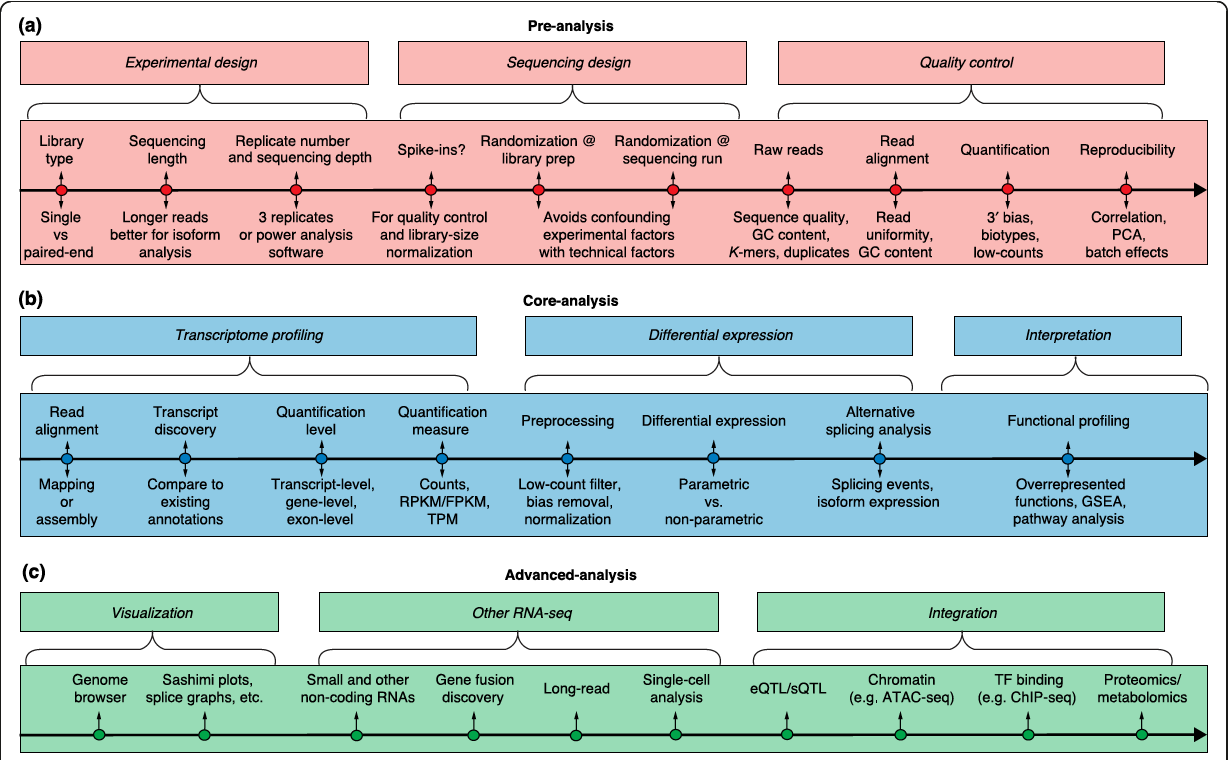 (a)
Pre-analysis
Experimental design
Sequencing design
Quality control
Library
type
Sequencing
length
Replicate number
and sequencing depth
Spike-ins?
Randomization @
library prep
Randomization @
sequencing run
Raw reads
Read
alignment
Quantification
Reproducibility
Single
vs
paired-end
Longer reads
better for isoform
analysis
3 replicates
or power analysis
software
For quality control
and library-size
normalization
Avoids confounding
experimental factors
with technical factors
Sequence quality,
GC content,
K-mers, duplicates
Read
uniformity,
GC content
3′ bias,
biotypes,
low-counts
Correlation,
PCA,
batch effects
(b)
Core-analysis
Transcriptome profiling
Differential expression
Interpretation
Read
alignment
Transcript
discovery
Quantification
level
Quantification
measure
Preprocessing
Differential expression
Alternative
splicing analysis
Functional profiling
Mapping
or
assembly
Compare to
existing
annotations
Transcript-level,
gene-level,
exon-level
Counts,
RPKM/FPKM,
TPM
Low-count filter,
bias removal,
normalization
Parametric
vs.
non-parametric
Splicing events,
isoform expression
Overrepresented
functions, GSEA,
pathway analysis
(c)
Advanced-analysis
Visualization
Other RNA-seq
Integration
Genome
browser
Sashimi plots,
splice graphs, etc.
Small and other
non-coding RNAs
Gene fusion
discovery
Long-read
Single-cell
analysis
eQTL/sQTL
Chromatin
(e.g. ATAC-seq)
TF binding
(e.g. ChIP-seq)
Proteomics/
metabolomics